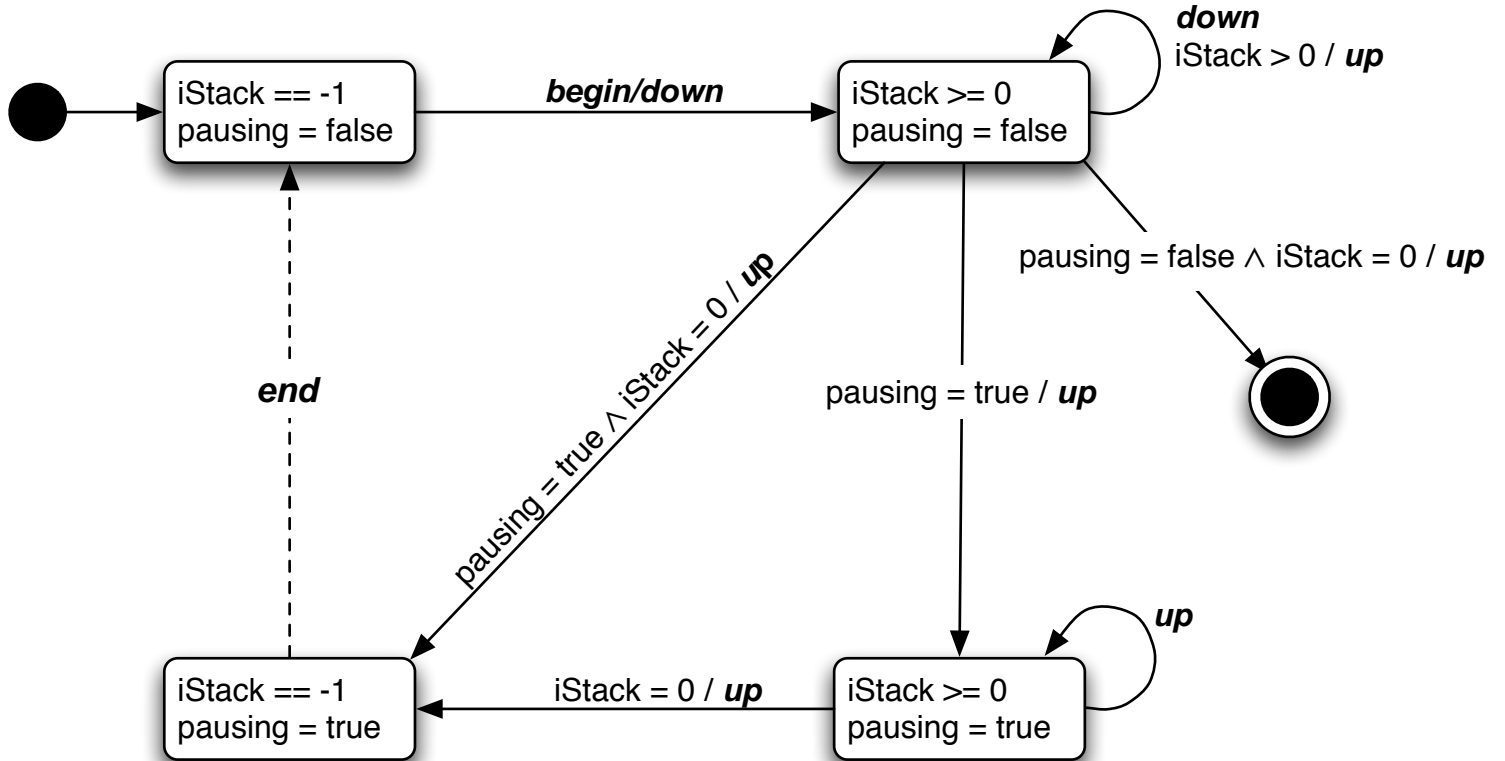 down
iStack > 0 / up
iStack == -1
pausing = false
begin/down
iStack >= 0
pausing = false
pausing = false ∧ iStack = 0 / up
pausing = true ∧ iStack = 0 / up
end
pausing = true / up
up
iStack == -1
pausing = true
iStack = 0 / up
iStack >= 0
pausing = true